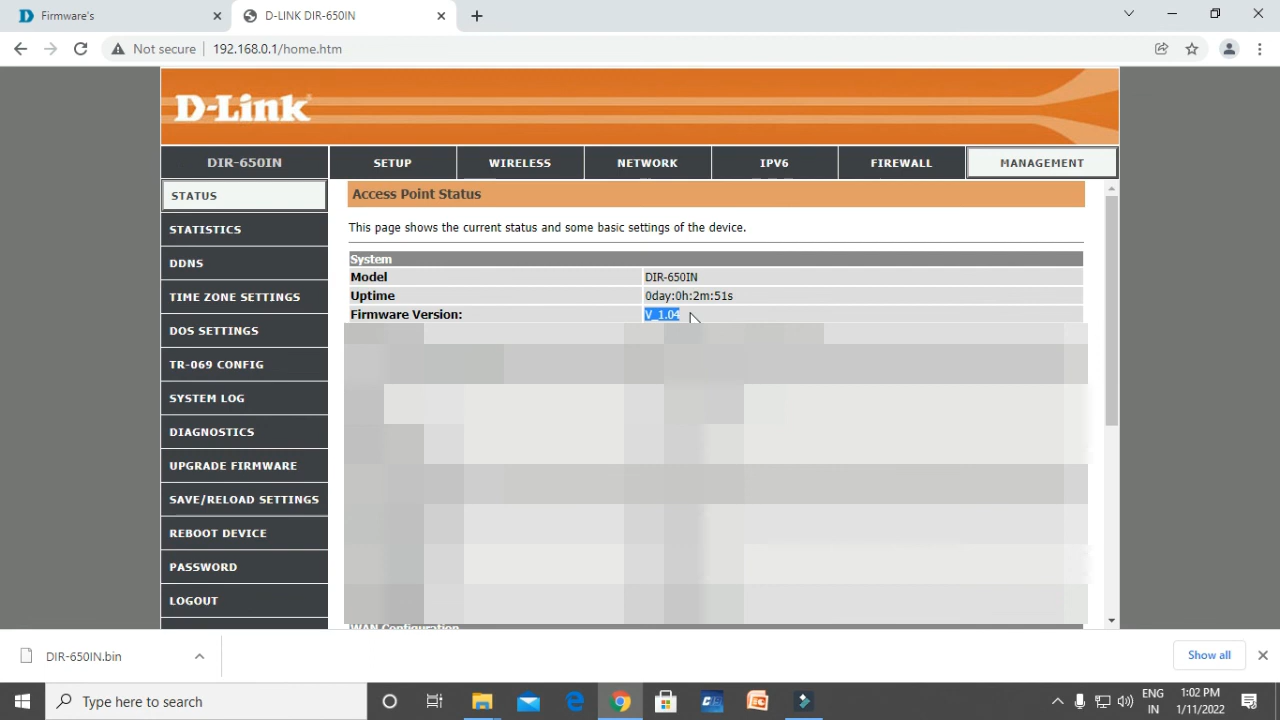 Firmware's
D-LINK DIR-650IN
Not secure
192.168.0.1/home.htm
D-Link
DIR-650IN
SETUP
WIRELESS
NETWORK
IPV6
FIREWALL
MANAGEMENT
STATUS
STATISTICS
DDNS
TIME ZONE SETTINGS
DOS SETTINGS
TR-069 CONFIG
SYSTEM LOG
DIAGNOSTICS
UPGRADE FIRMWARE
SAVE/RELOAD SETTINGS
REBOOT DEVICE
PASSWORD
LOGOUT
Access Point Status
This page shows the current status and some basic settings of the device.
System
Model DIR-650IN
Uptime 0day:0h:2m:51s
Firmware Version: V_1.04
WAN Configuration
DIR-650IN.bin
Show all
Type here to search
ENG
IN
1:02 PM
1/11/2022